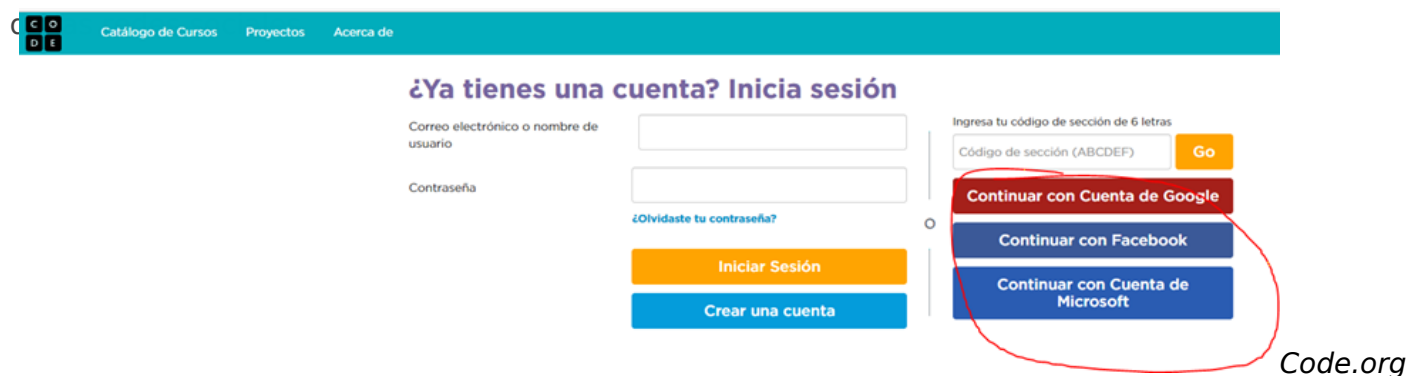 C O
D E
Catálogo de Cursos Proyectos Acerca de
¿Ya tienes una cuenta? Inicia sesión
Correo electrónico o nombre de
usuario
Contraseña
¿Olvidaste tu contraseña?
Iniciar Sesión
Crear una cuenta
O
Ingresa tu código de sección de 6 letras
Código de sección (ABCDEF) Go
Continuar con Cuenta de Google
Continuar con Facebook
Continuar con Cuenta de
Microsoft
Code.org